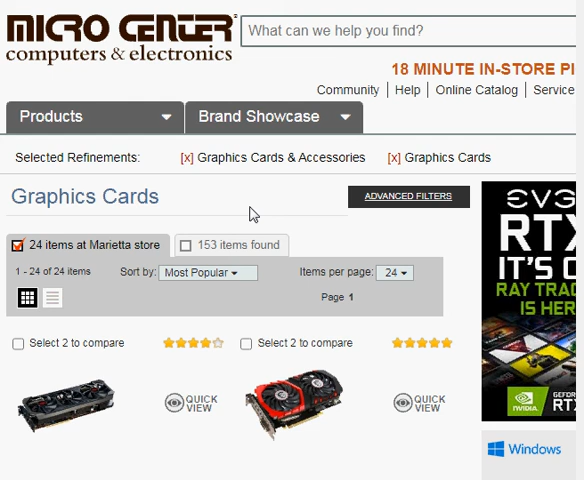 MICRO CENTER
computers & electronics
What can we help you find?
18 MINUTE IN-STORE PI
Community | Help | Online Catalog | Service
Products
Brand Showcase
Selected Refinements: [x] Graphics Cards & Accessories [x] Graphics Cards
Graphics Cards
ADVANCED FILTERS
24 items at Marietta store
153 items found
1 - 24 of 24 items Sort by: Most Popular Items per page: 24
Page 1
Select 2 to compare
Select 2 to compare
QUICK VIEW
QUICK VIEW
EVG
RTX
IT'S O
RAY TRAC
IS HER
NVIDIA
GEFOR
RTX
Windows